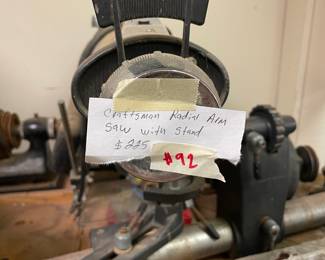 Craftsman Radial Arm
Saw with Stand
$225
#92